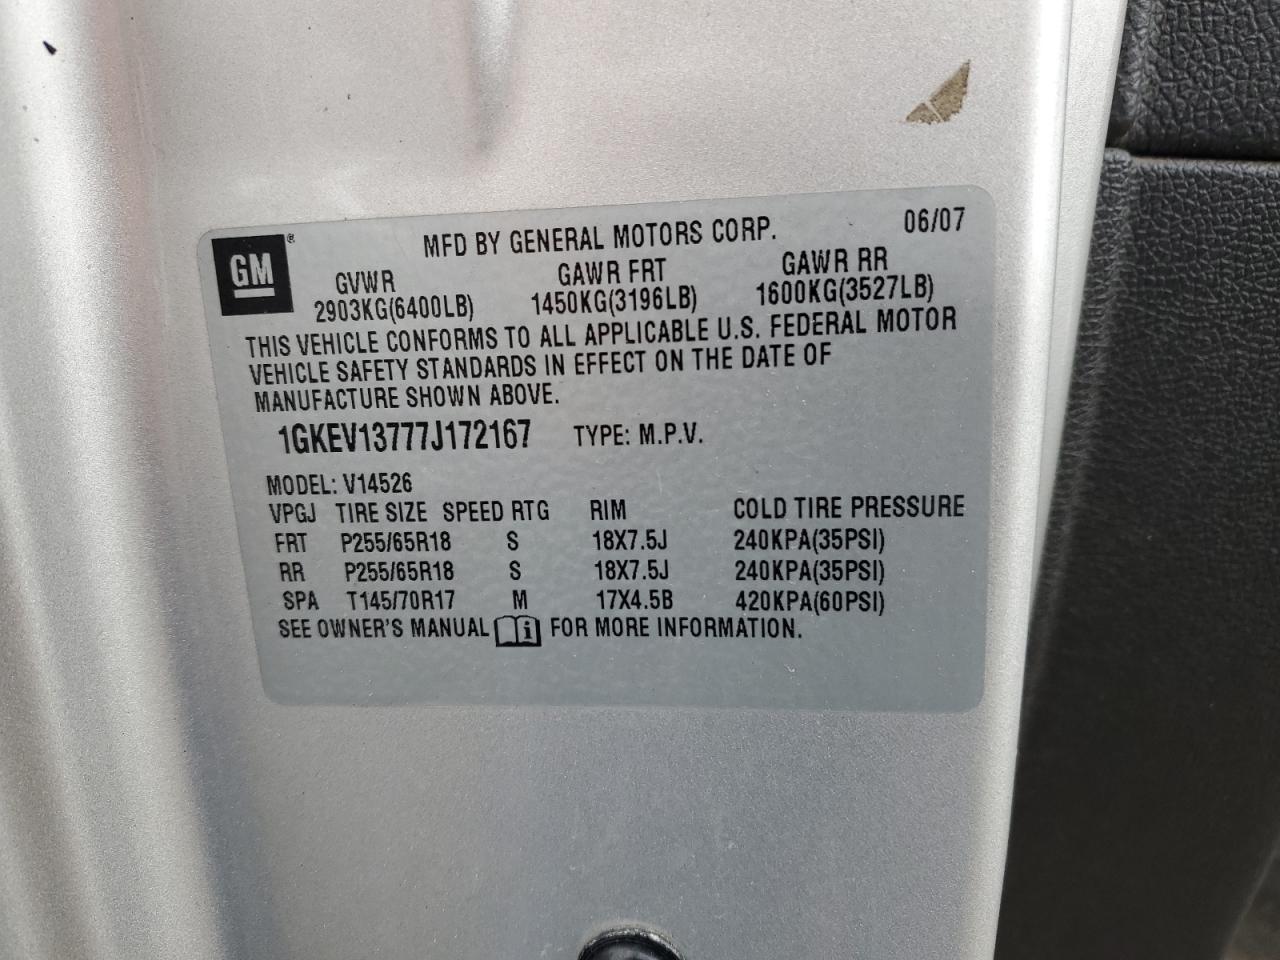 GM ® MFD BY GENERAL MOTORS CORP. 06/07
GVWR GAWR FRT GAWR RR
2903KG(6400LB) 1450KG(3196LB) 1600KG(3527LB)
THIS VEHICLE CONFORMS TO ALL APPLICABLE U.S. FEDERAL MOTOR
VEHICLE SAFETY STANDARDS IN EFFECT ON THE DATE OF
MANUFACTURE SHOWN ABOVE.
1GKEV13777J172167 TYPE: M.P.V.
MODEL: V14526
VPGJ TIRE SIZE SPEED RTG RIM COLD TIRE PRESSURE
FRT P255/65R18 S 18X7.5J 240KPA(35PSI)
RR P255/65R18 S 18X7.5J 240KPA(35PSI)
SPA T145/70R17 M 17X4.5B 420KPA(60PSI)
SEE OWNER'S MANUAL i FOR MORE INFORMATION.